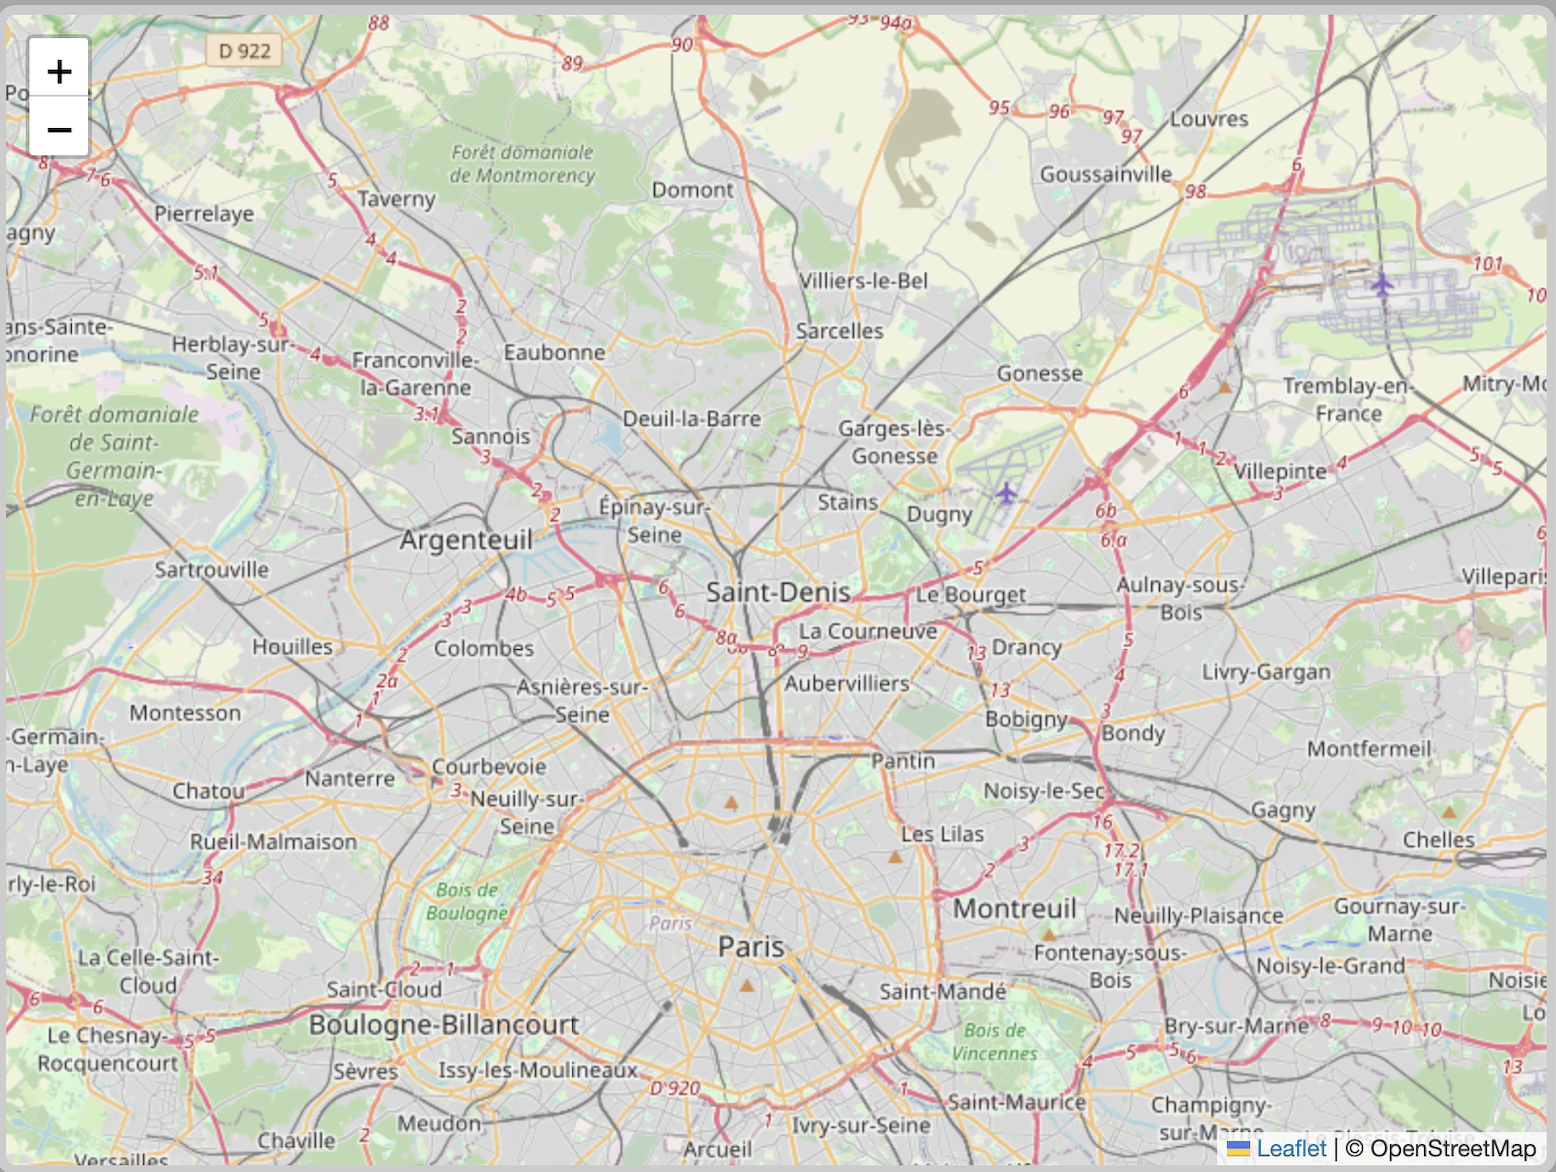 88
93
94a
D 922
90
89
+
−
95
96
97
97
Louvres
8
7
6
Forêt domaniale
de Montmorency
6
5
Taverny
Domont
Goussainville
98
Pierrelaye
agny
4
4
5.1
101
10
Villiers-le-Bel
2
2
5
ans-Sainte-
onorine
Herblay-sur-
Seine
4
Franconville-
la-Garenne
Eaubonne
Sarcelles
Gonesse
6
Tremblay-en-
France
Mitry-Mo
3.1
Forêt domaniale
de Saint-
Germain-
en-Laye
Sannois
3
2
2
Deuil-la-Barre
Garges-lès-
Gonesse
1
1
2
Villepinte
4
3
5
5
Épinay-sur-
Seine
Stains
Dugny
6b
6.a
6
Argenteuil
Sartrouville
5
Saint-Denis
Le Bourget
Aulnay-sous-
Bois
Villeparis
3
3
4b
5
5
6
6
8a
8
9
La Courneuve
13
Drancy
5
Houilles
2
Colombes
2a
1
1
Asnières-sur-
Seine
Aubervilliers
13
4
Livry-Gargan
Montesson
Bobigny
3
Bondy
-Germain-
n-Laye
Montfermeil
Chatou
Nanterre
Courbevoie
3
Neuilly-sur-
Seine
Pantin
Noisy-le-Sec
Gagny
Rueil-Malmaison
Les Lilas
16
17.2
17.1
Chelles
34
3
2
rly-le-Roi
Bois de
Boulogne
Paris
Paris
Montreuil
Neuilly-Plaisance
Gournay-sur-
Marne
Fontenay-sous-
Bois
Noisy-le-Grand
La Celle-Saint-
Cloud
2
1
Saint-Cloud
Saint-Mandé
Noisie
6
6
Boulogne-Billancourt
Bois de
Vincennes
Bry-sur-Marne
8
9
10
10
Lo
Le Chesnay-
Rocquencourt
5
5
Sèvres
Issy-les-Moulineaux
4
5
5
6
13
D 920
1
1
Saint-Maurice
Meudon
Ivry-sur-Seine
Champigny-
sur-Marne
2
Chaville
Versailles
Arcueil
Leaflet | © OpenStreetMap